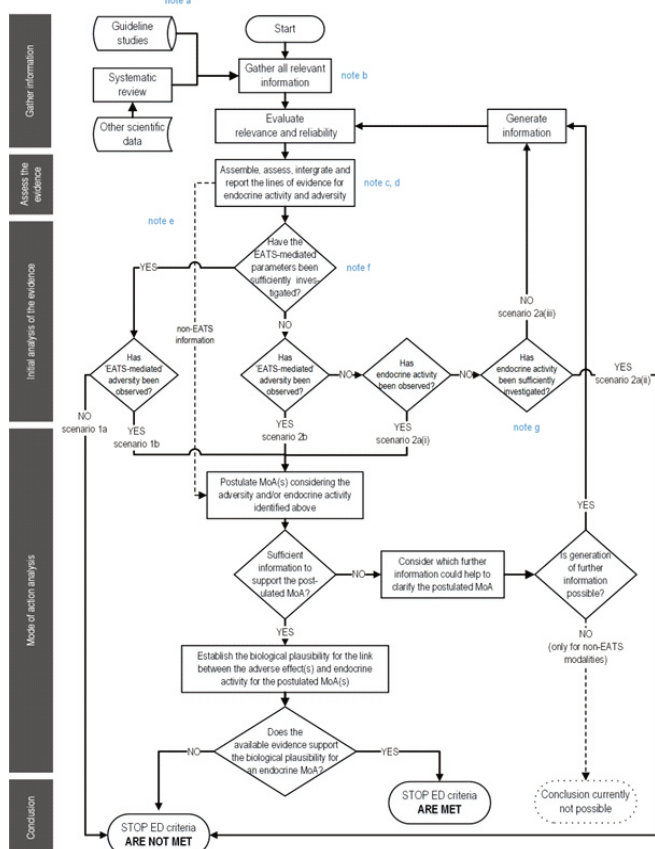 note a
Gather information
Guideline
studies
Start
Systematic
review
Gather all relevant
information
note b
Other scientific
data
Evaluate
relevance and reliability
Generate
information
Assess the
evidence
Assemble, assess, intergrate and
report the lines of evidence for
endocrine activity and adversity
note c, d
note e
Initial analysis of the evidence
Have the
'EATS-mediated'
parameters been
sufficiently inves-
tigated?
note f
YES
NO
non-EATS
information
NO
scenario 2a(iii)
Has
'EATS-mediated'
adversity been
observed?
Has
'EATS-mediated'
adversity been
observed?
NO
Has
endocrine activity
been observed?
NO
Has
endocrine activity
been sufficiently
investigated?
YES
scenario 2a(ii)
note g
NO
scenario 1a
YES
scenario 1b
YES
scenario 2b
YES
scenario 2a(i)
Mode of action analysis
Postulate MoA(s) considering the
adversity and/or endocrine activity
identified above
YES
Sufficient
information to
support the post-
ulated MoA?
NO
Consider which further
information could help to
clarify the postulated MoA
Is generation
of further
information
possible?
YES
NO
(only for non-EATS
modalities)
Establish the biological plausibility for the link
between the adverse effect(s) and endocrine
activity for the postulated MoA(s)
Does the
available evidence support
the biological plausibility for
an endocrine MoA?
NO
YES
Conclusion
STOP ED criteria
ARE NOT MET
STOP ED criteria
ARE MET
Conclusion currently
not possible